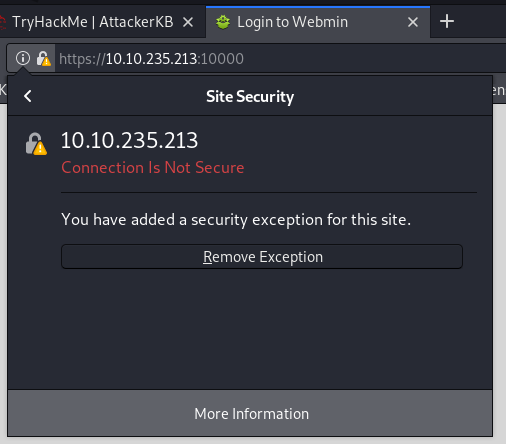 TryHackMe | AttackerKB
Login to Webmin
https://10.10.235.213:10000
Site Security
10.10.235.213
Connection Is Not Secure
You have added a security exception for this site.
Remove Exception
More Information